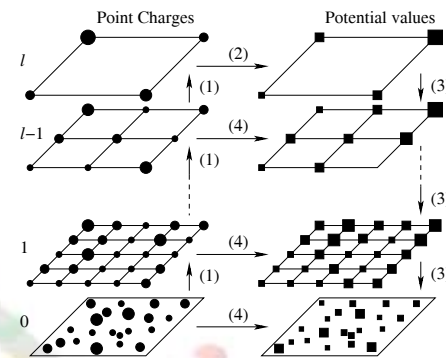 Point Charges Potential values
l (2)
(1) (3
l−1 (4)
(1) (3
1 (4)
(1) (3
0 (4)